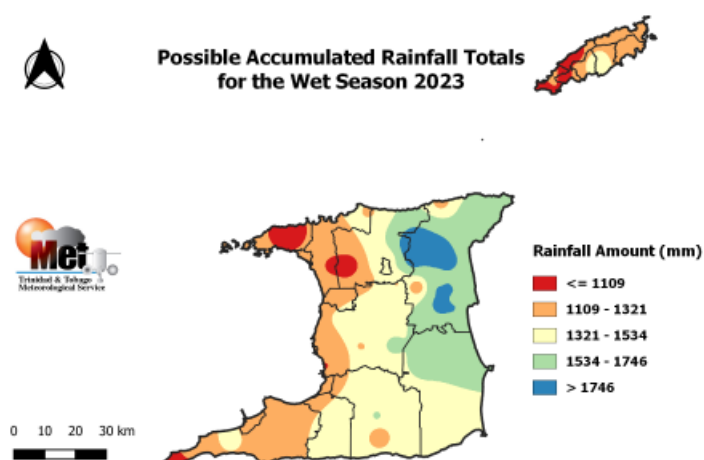 Possible Accumulated Rainfall Totals
for the Wet Season 2023
Met
Trinidad & Tobago
Meteorological Service
Rainfall Amount (mm)
<= 1109
1109 - 1321
1321 - 1534
1534 - 1746
> 1746
0 10 20 30 km